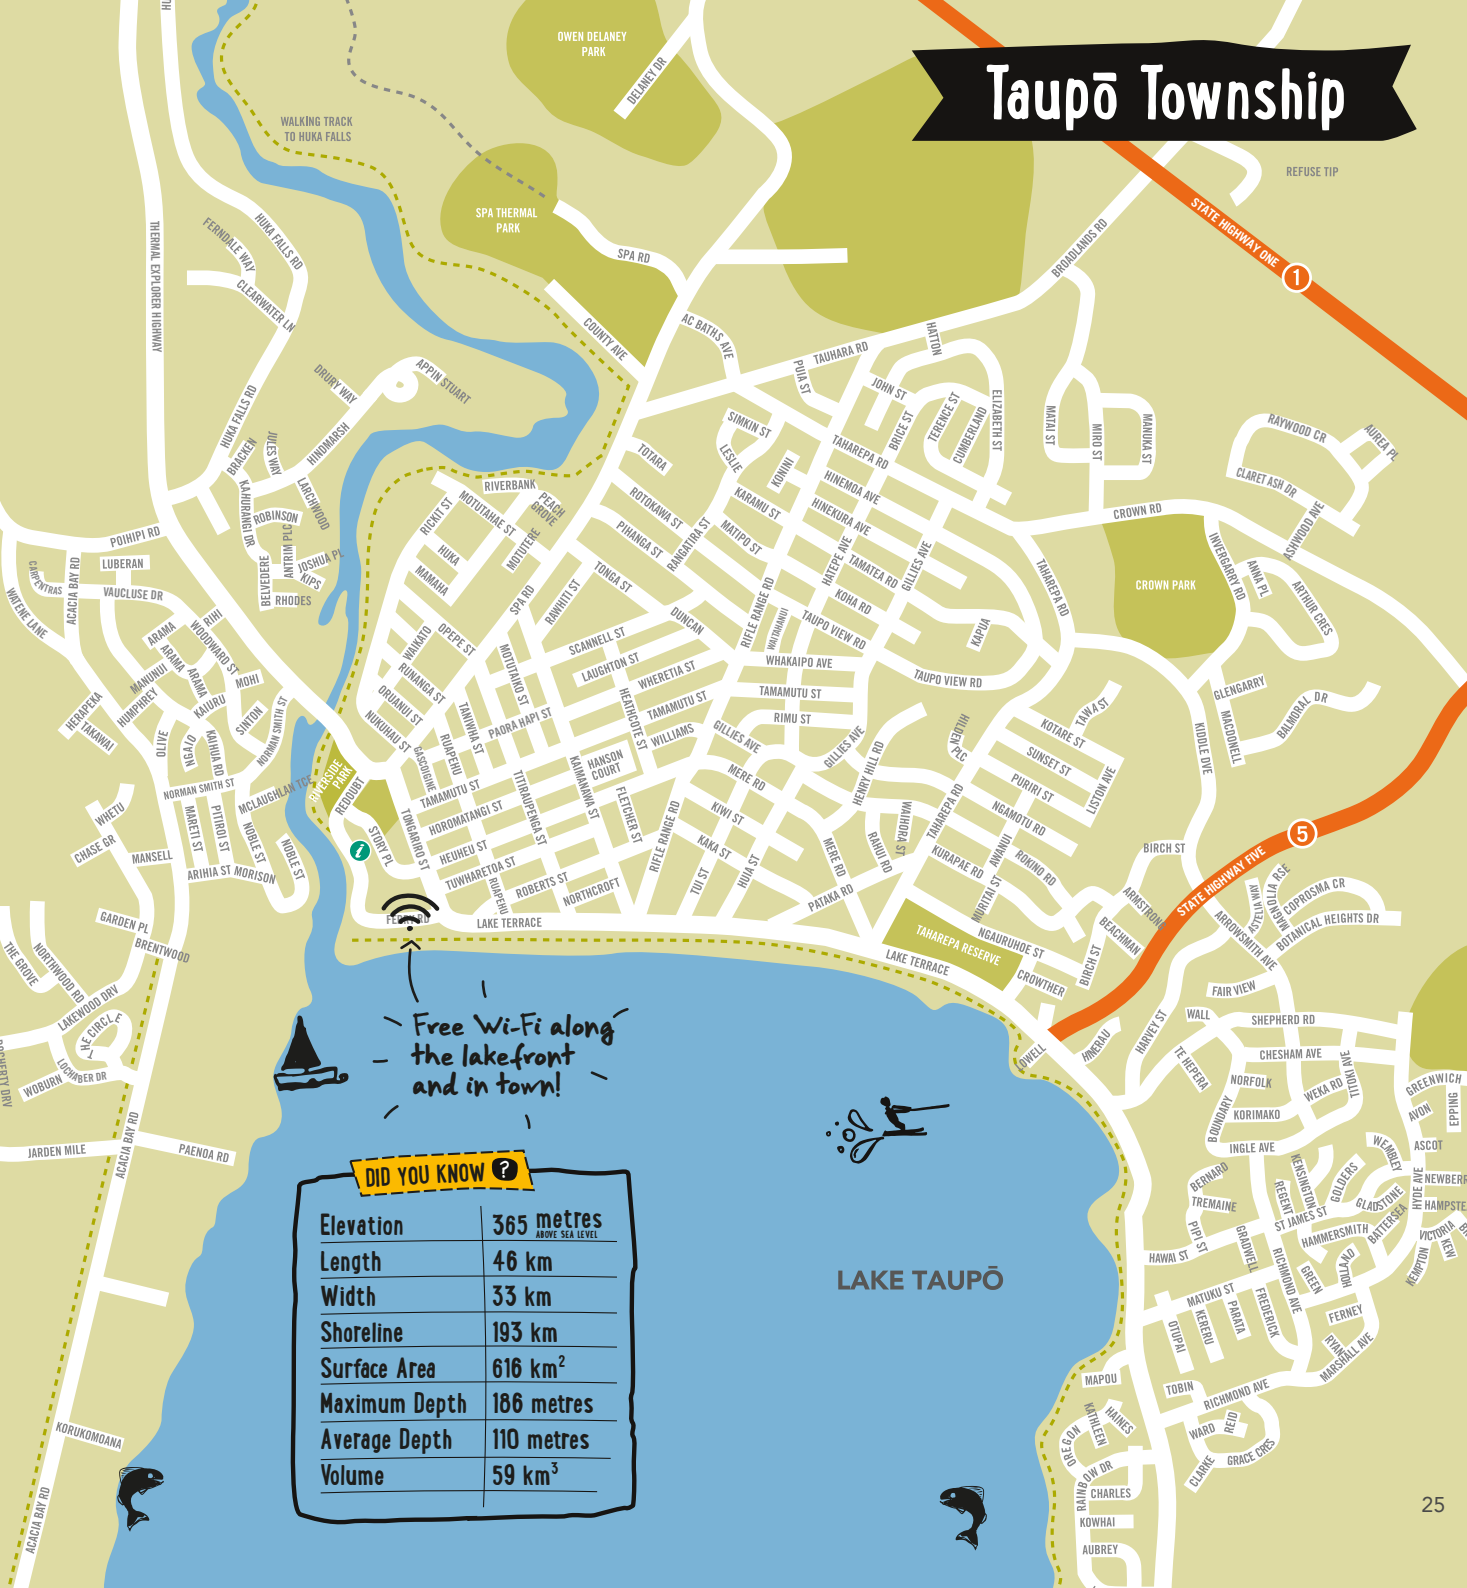 Taupō Township
OWEN DELANEY
PARK
DELANEY DR
WALKING TRACK
TO HUKA FALLS
REFUSE TIP
STATE HIGHWAY ONE
1
SPA THERMAL
PARK
SPA RD
BROADLANDS RD
THERMAL EXPLORER HIGHWAY
FERNDALE WAY
HUKA FALLS RD
CLEARWATER LN
COUNTY AVE
AC BATHS AVE
TAUHARA RD
HATTON
PUIA ST
JOHN ST
BRICE ST
TERENCE ST
CUMBERLAND
ELIZABETH ST
MATAI ST
MIRO ST
MANUKA ST
DRURY WAY
APPIN STUART
HUKA FALLS RD
HINDMARSH
BRACKEN
JULES WAY
LARCHWOOD
KAHURANGI DR
ROBINSON
ANTRIM PLC
JOSHUA PL
KIPS
BELVEDERE
RHODES
SIMKIN ST
LESLIE
KONINI
TAHAREPA RD
HINEMOA AVE
HINEKURA AVE
KARAMU ST
MATIPO ST
TOTARA
ROTOKAWA ST
PIHANGA ST
RANGATIRA ST
RIVERBANK
PEACH
GROVE
RICKIT ST
MOTUTAHAE ST
MOTUTERE
HUKA
MAMAKU
RAYWOOD CR
AUREA PL
CLARET ASH DR
ASHWOOD AVE
CROWN RD
CROWN PARK
INVERGARRY RD
ANNA PL
ARTHUR CRES
POIHIPI RD
LUBERAN
CARPENTRAS
ACACIA BAY RD
VAUCLUSE DR
WATENE LANE
HATEPE AVE
TAMATEA RD
GILLIES AVE
TAHAREPA RD
KOHA RD
TAUPO VIEW RD
KAPUA
TONGA ST
DUNCAN
RIFLE RANGE RD
WAITAHANUI
SPA RD
RAWHITI ST
WAIKATO
OPEPE ST
RUNANGA ST
ORUANUI ST
NUKUHAU ST
SCANNELL ST
LAUGHTON ST
WHERETIA ST
TAMAMUTU ST
WILLIAMS
HEATHCOTE ST
MOTUTAIKO ST
PAORA HAPI ST
TANIWHA ST
RUAPEHU
GASCOIGNE
WHAKAIPO AVE
TAMAMUTU ST
RIMU ST
TAUPO VIEW RD
GILLIES AVE
GILLIES AVE
MERE RD
HENRY HILL RD
HILDEN
PLC
TAWA ST
KOTARE ST
SUNSET ST
PURIRI ST
NGAMOTU RD
LISTON AVE
KIDDLE DVE
GLENGARRY
MACDONELL
BALMORAL DR
ARAMA
RIHI
WOODWARD ST
ARAMA
MANUNUI
ARAMA
MOHI
HUMPHREY
KAURU
SINTON
NORMAN SMITH ST
HERAPEKA
TAKAWAI
OLIVE
KAIHUA RD
NORMAN SMITH ST
MCLAUGHLAN TCE
MARETI ST
PITIROI ST
NOBLE ST
NOBLE ST
WHETU
CHASE GR
MANSELL
ARIHIA ST
MORISON
RIVERSIDE
PARK
REDOUBT
STORY PL
TONGARIRO ST
TAMAMUTU ST
HOROMATANGI ST
HEUHEU ST
TUWHARETOA ST
TITIRAUPENGA ST
KAIMANAWA ST
HANSON
COURT
FLETCHER ST
ROBERTS ST
NORTHCROFT
RUAPEHU
RIFLE RANGE RD
KIWI ST
KAKA ST
TUI ST
HUIA ST
MERE RD
RAHUI RD
WAIHORA ST
PATAKA RD
TAHAREPA RD
KURAPAE RD
AWANUI
ROKINO RD
MURITAI ST
NGAURUHOE ST
CROWTHER
BIRCH ST
BIRCH ST
ARMSTRONG
BEACHMAN
STATE HIGHWAY FIVE
5
MAGNOLIA RSE
COPROSMA CR
BOTANICAL HEIGHTS DR
ARROWSMITH AVE
FAIR VIEW
GARDEN PL
BRENTWOOD
THE GROVE
NORTHWOOD RD
LAKEWOOD DRV
THE CIRCLE
LOCHABER DR
WOBURN
JARDEN MILE
ACACIA BAY RD
PAENOA RD
KORUKOMOANA
ACACIA BAY RD
FERRY RD
LAKE TERRACE
LAKE TERRACE
TAHAREPA RESERVE
Free Wi-Fi along
the lakefront
and in town!
HARVEY ST
WALL
SHEPHERD RD
TE HEPERA
CHESHAM AVE
NORFOLK
WEKA RD
TITOKI AVE
BOUNDARY
KORIMAKO
INGLE AVE
GREENWICH
AVON
EPPING
ASCOT
WEMBLEY
HYDE AVE
BERNARD
TREMAINE
PIPI ST
REGENT
KENSINGTON
GOLDERS
GLADSTONE
BATTERSEA
ST JAMES ST
HAMMERSMITH
VICTORIA
KEW
KEMPTON
HAWAI ST
GRADWELL
RICHMOND AVE
GREEN
HOLLAND
MATUKU ST
FREDERICK
PARATA
KERERU
OTUPAI
FERNEY
RYAN
MARSHALL AVE
MAPOU
TOBIN
RICHMOND AVE
KATHLEEN
HAINES
OREGON
WARD
REID
GRACE CRES
CLARKE
RAINBOW DR
CHARLES
KOWHAI
AUBREY
LAKE TAUPŌ
DID YOU KNOW ?
Elevation 365 metres
ABOVE SEA LEVEL
Length 46 km
Width 33 km
Shoreline 193 km
Surface Area 616 km²
Maximum Depth 186 metres
Average Depth 110 metres
Volume 59 km³
25